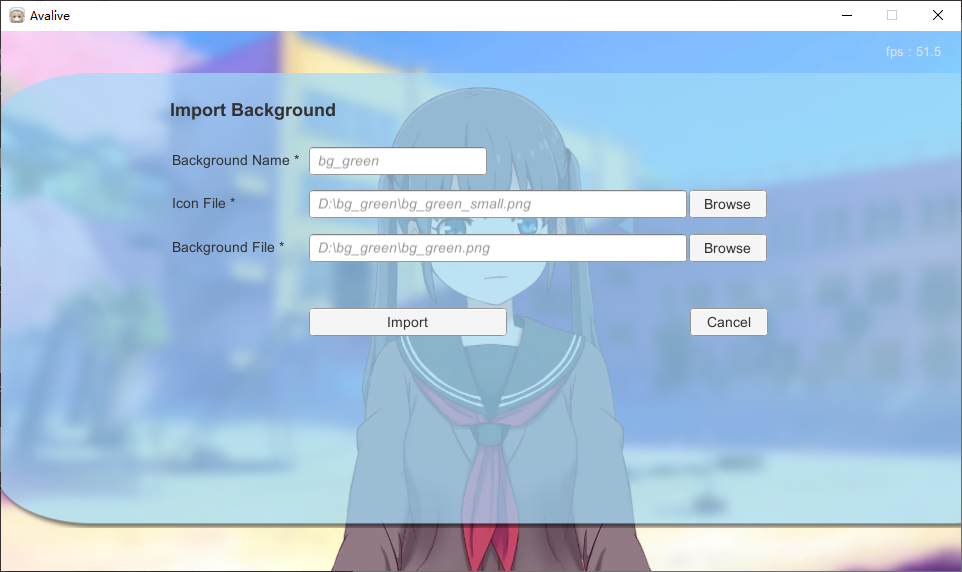 Avalive
fps : 51.5
Import Background
Background Name * bg_green
Icon File * D:\bg_green\bg_green_small.png Browse
Background File * D:\bg_green\bg_green.png Browse
Import Cancel